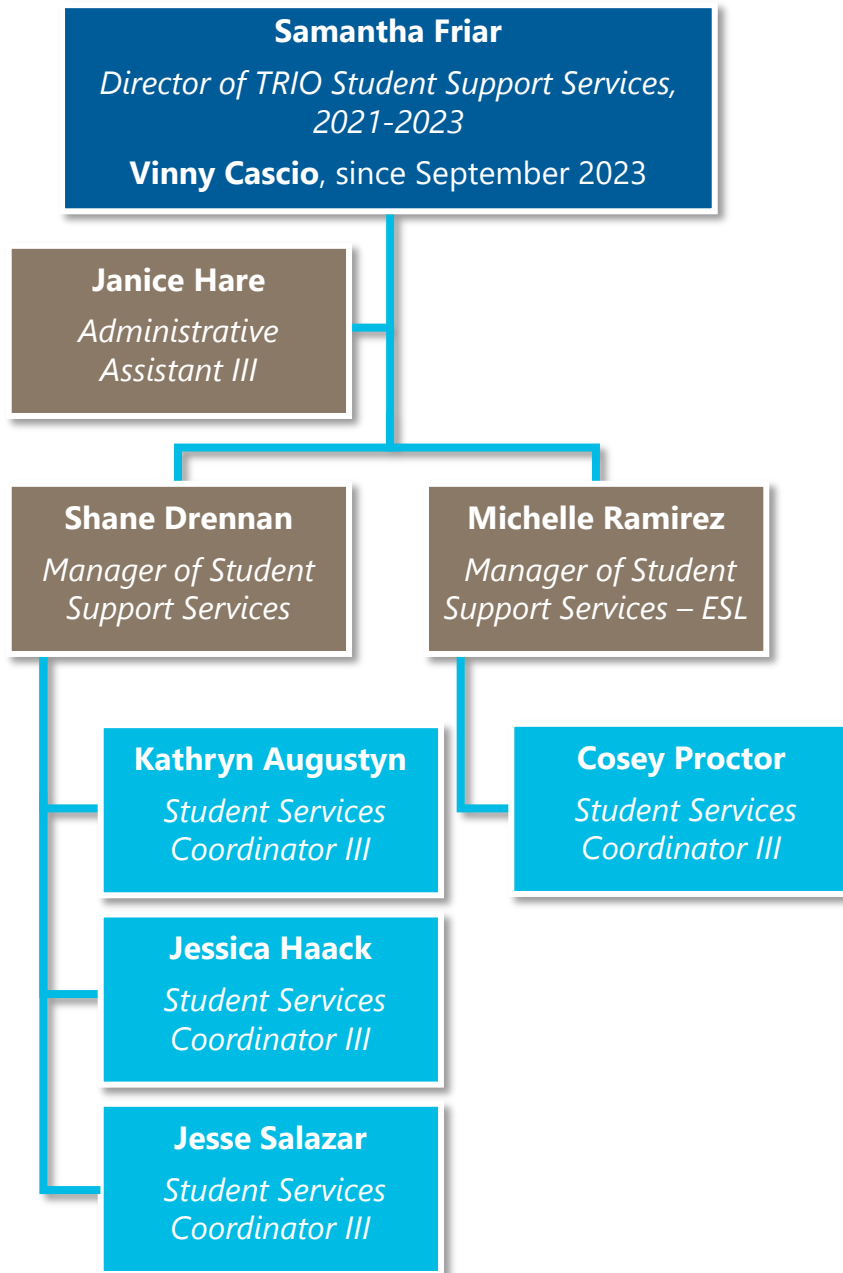 Samantha Friar
Director of TRIO Student Support Services,
2021-2023
Vinny Cascio, since September 2023
Janice Hare
Administrative
Assistant III
Shane Drennan
Manager of Student
Support Services
Michelle Ramirez
Manager of Student
Support Services – ESL
Kathryn Augustyn
Student Services
Coordinator III
Cosey Proctor
Student Services
Coordinator III
Jessica Haack
Student Services
Coordinator III
Jesse Salazar
Student Services
Coordinator III